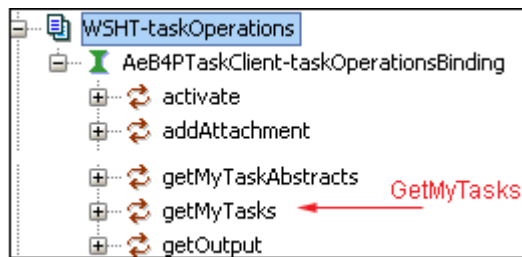 WSHT-taskOperations
AeB4PTaskClient-taskOperationsBinding
activate
addAttachment
getMyTaskAbstracts
getMyTasks GetMyTasks
getOutput